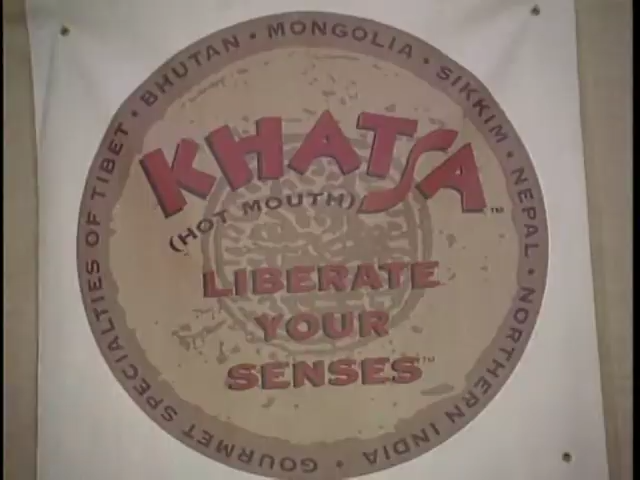 GOURMET SPECIALTIES OF TIBET • BHUTAN • MONGOLIA • SIKKIM • NEPAL • NORTHERN INDIA •
KHATSA™
(HOT MOUTH)
LIBERATE
YOUR
SENSES™